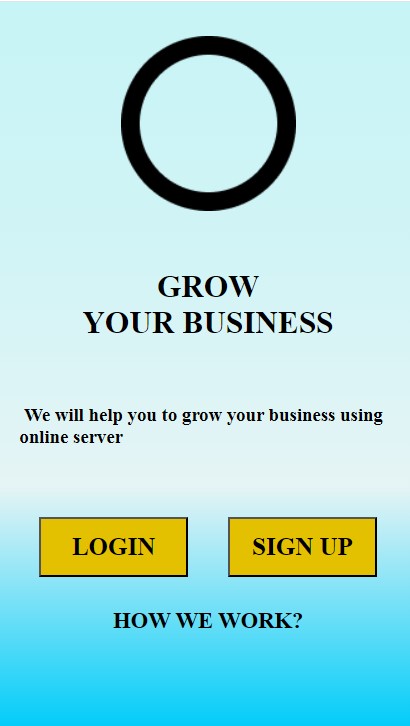 GROW
YOUR BUSINESS
We will help you to grow your business using
online server
LOGIN
SIGN UP
HOW WE WORK?